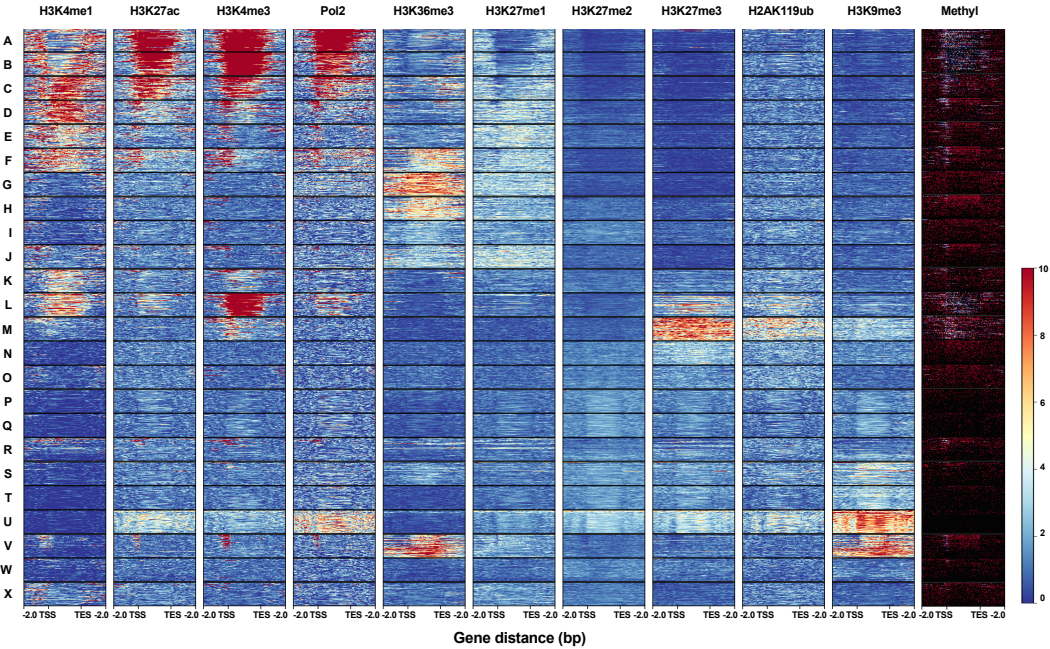 H3K4me1 H3K27ac H3K4me3 Pol2 H3K36me3 H3K27me1 H3K27me2 H3K27me3 H2AK119ub H3K9me3 Methyl
A
B
C
D
E
F
G
H
I
J
K
L
M
N
O
P
Q
R
S
T
U
V
W
X
10
8
6
4
2
0
-2.0 TSS TES -2.0 -2.0 TSS TES -2.0 -2.0 TSS TES -2.0 -2.0 TSS TES -2.0 -2.0 TSS TES -2.0 -2.0 TSS TES -2.0 -2.0 TSS TES -2.0 -2.0 TSS TES -2.0 -2.0 TSS TES -2.0 -2.0 TSS TES -2.0 -2.0 TSS TES -2.0
Gene distance (bp)